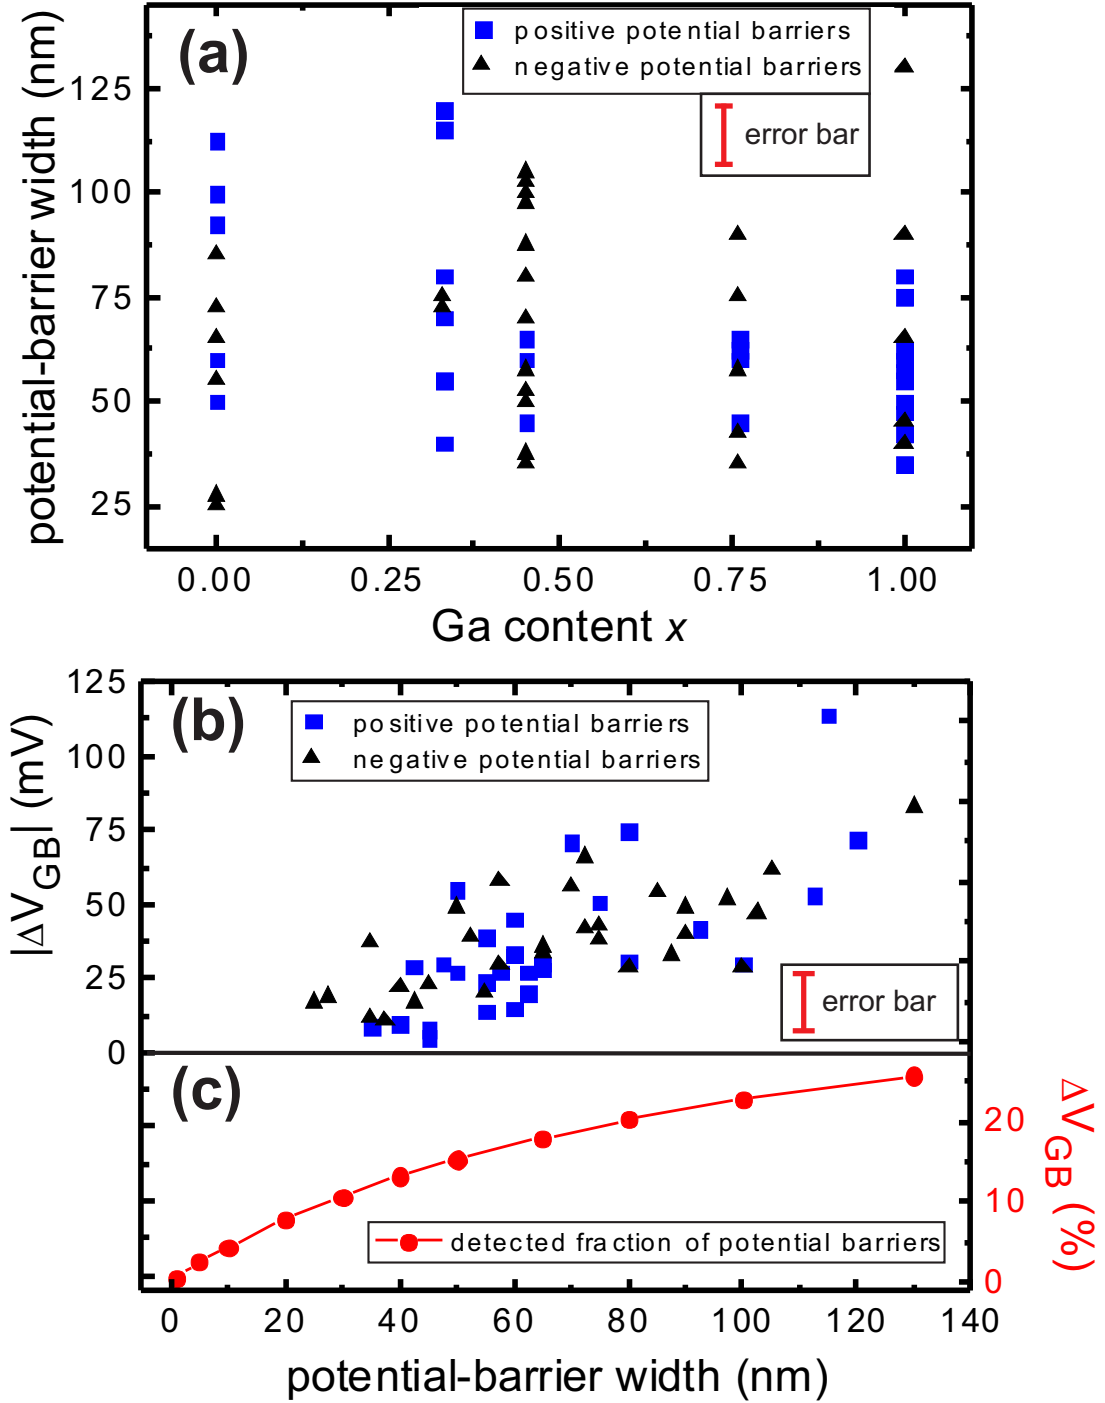 (a)
positive potential barriers
negative potential barriers
error bar
potential-barrier width (nm)
125
100
75
50
25
0.00 0.25 0.50 0.75 1.00
Ga content x
(b)
positive potential barriers
negative potential barriers
|ΔV_GB| (mV)
125
100
75
50
25
0
error bar
(c)
detected fraction of potential barriers
ΔV_GB (%)
20
10
0
0 20 40 60 80 100 120 140
potential-barrier width (nm)